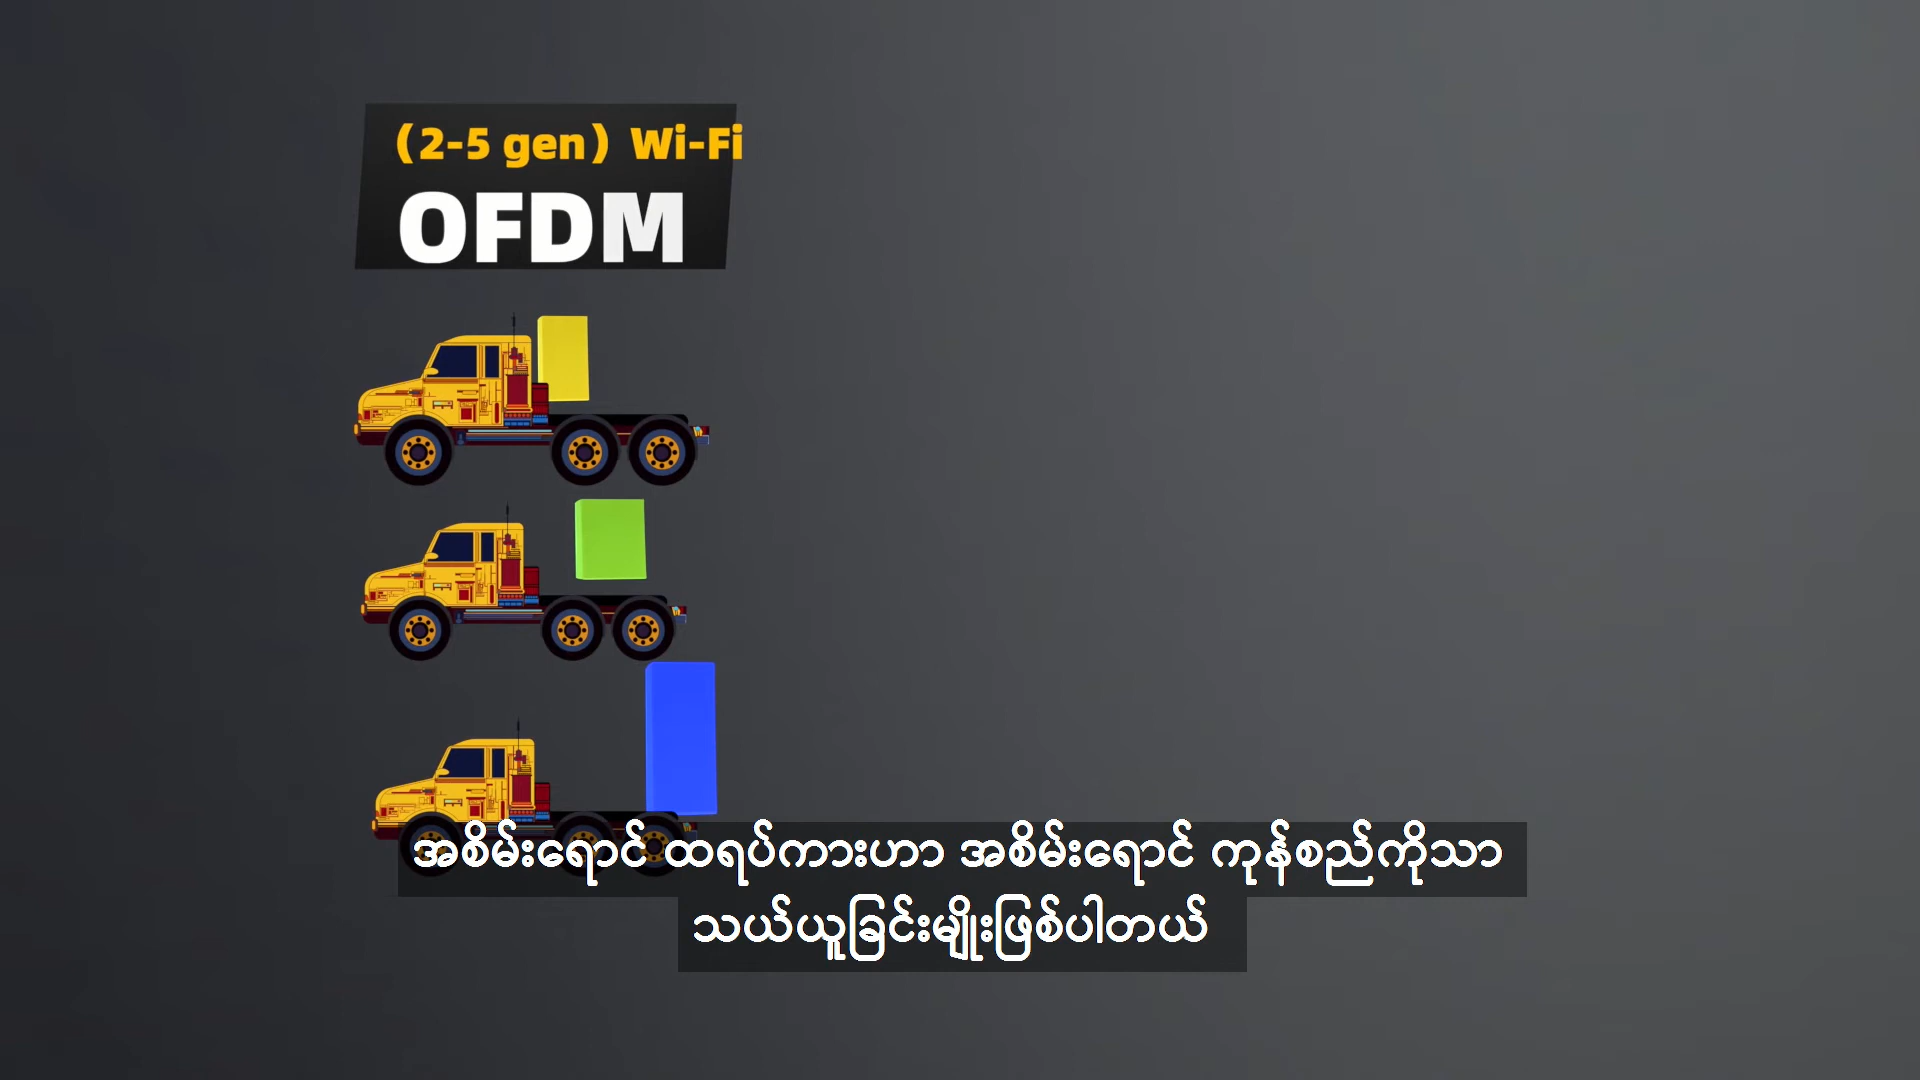 （2-5 gen）Wi-Fi
OFDM
အစိမ်းရောင် ထရပ်ကားဟာ အစိမ်းရောင် ကုန်စည်ကိုသာ
သယ်ယူခြင်းမျိုးဖြစ်ပါတယ်